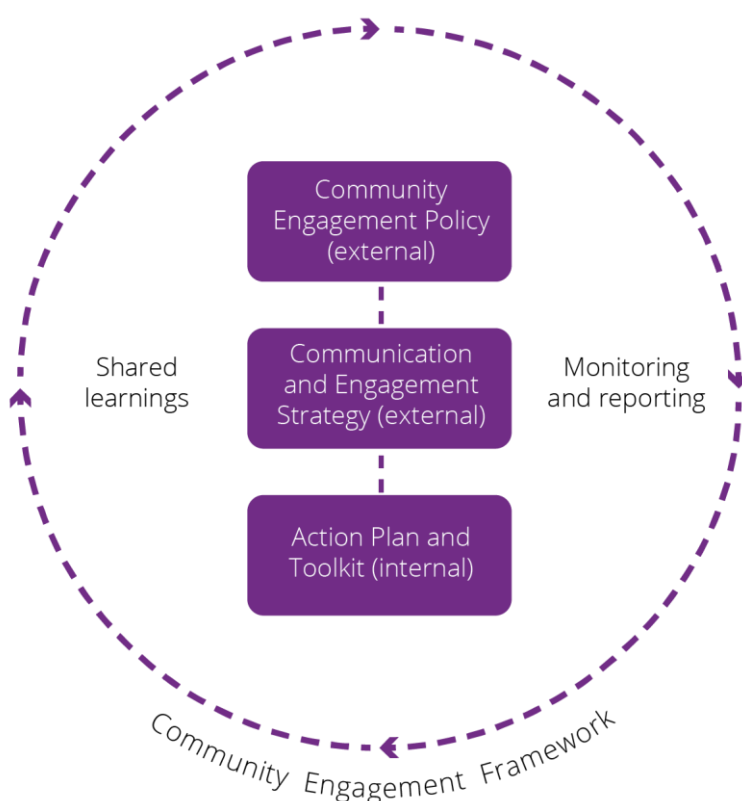 Community
Engagement Policy
(external)
Shared
learnings
Communication
and Engagement
Strategy (external)
Monitoring
and reporting
Action Plan and
Toolkit (internal)
Community Engagement Framework